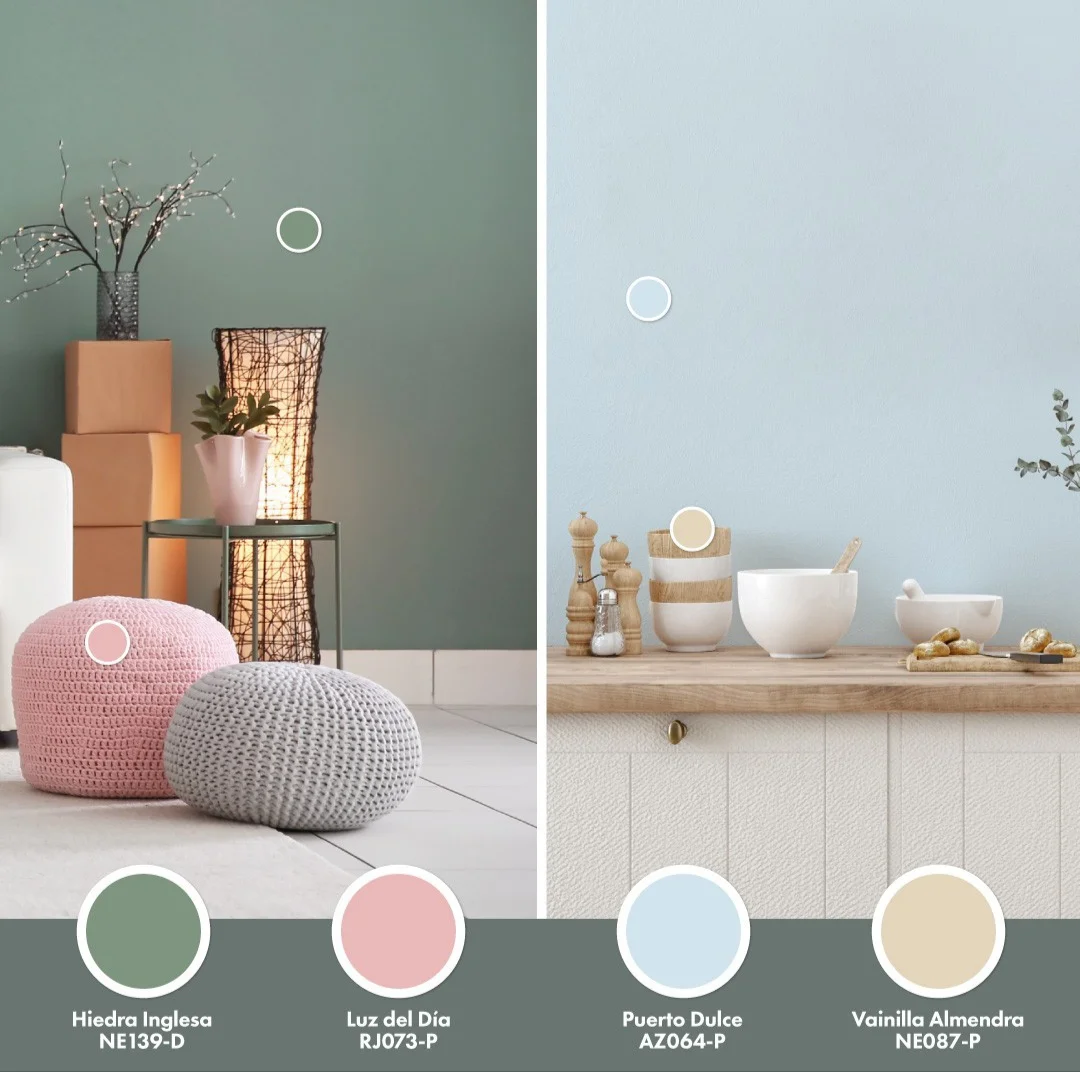 Hiedra Inglesa
NE139-D
Luz del Día
RJ073-P
Puerto Dulce
AZ064-P
Vainilla Almendra
NE087-P